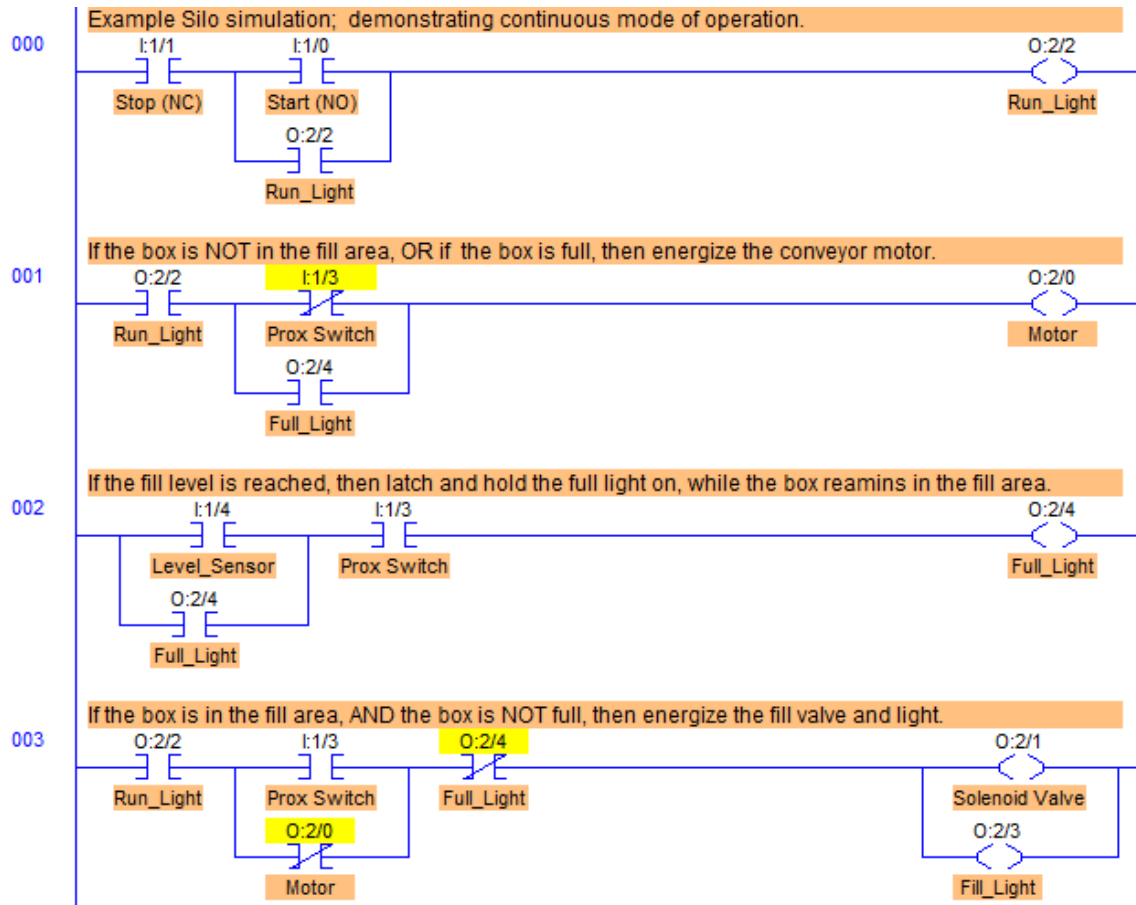 Example Silo simulation; demonstrating continuous mode of operation.
000
I:1/1 I:1/0 O:2/2
Stop (NC) Start (NO) Run_Light
O:2/2
Run_Light
If the box is NOT in the fill area, OR if the box is full, then energize the conveyor motor.
001
O:2/2 I:1/3 O:2/0
Run_Light Prox Switch Motor
O:2/4
Full_Light
If the fill level is reached, then latch and hold the full light on, while the box reamins in the fill area.
002
I:1/4 I:1/3 O:2/4
Level_Sensor Prox Switch Full_Light
O:2/4
Full_Light
If the box is in the fill area, AND the box is NOT full, then energize the fill valve and light.
003
O:2/2 I:1/3 O:2/4 O:2/1
Run_Light Prox Switch Full_Light Solenoid Valve
O:2/0 O:2/3
Motor Fill_Light